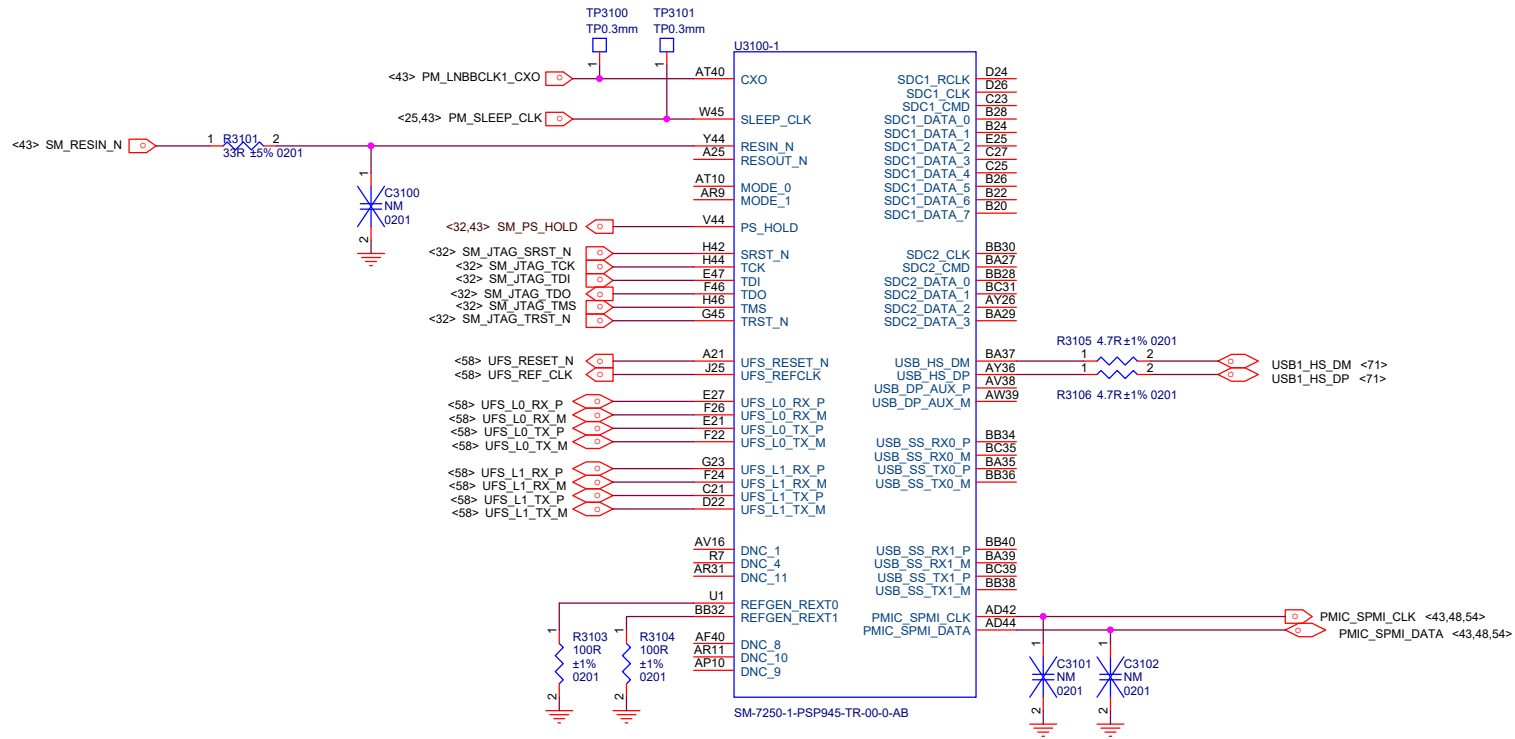 TP3100 TP3101
TP0.3mm TP0.3mm
U3100-1
1 1
<43> PM_LNBBCLK1_CXO AT40 CXO
<25,43> PM_SLEEP_CLK W45 SLEEP_CLK
<43> SM_RESIN_N 1 R3101 2 Y44 RESIN_N
33R ±5% 0201
A25 RESOUT_N
1
C3100
NM
0201
2
AT10 MODE_0
AR9 MODE_1
<32,43> SM_PS_HOLD V44 PS_HOLD
<32> SM_JTAG_SRST_N H42 SRST_N
<32> SM_JTAG_TCK H44 TCK
<32> SM_JTAG_TDI E47 TDI
<32> SM_JTAG_TDO F46 TDO
<32> SM_JTAG_TMS H46 TMS
<32> SM_JTAG_TRST_N G45 TRST_N
<58> UFS_RESET_N A21 UFS_RESET_N
<58> UFS_REF_CLK J25 UFS_REFCLK
<58> UFS_L0_RX_P E27 UFS_L0_RX_P
<58> UFS_L0_RX_M F26 UFS_L0_RX_M
<58> UFS_L0_TX_P E21 UFS_L0_TX_P
<58> UFS_L0_TX_M F22 UFS_L0_TX_M
<58> UFS_L1_RX_P G23 UFS_L1_RX_P
<58> UFS_L1_RX_M F24 UFS_L1_RX_M
<58> UFS_L1_TX_P C21 UFS_L1_TX_P
<58> UFS_L1_TX_M D22 UFS_L1_TX_M
AV16 DNC_1
R7 DNC_4
AR31 DNC_11
U1 REFGEN_REXT0
BB32 REFGEN_REXT1
1 1
R3103 R3104
100R 100R
±1% ±1%
0201 0201
2 2
AF40 DNC_8
AR11 DNC_10
AP10 DNC_9
SDC1_RCLK D24
SDC1_CLK D26
SDC1_CMD C23
SDC1_DATA_0 B28
SDC1_DATA_1 B24
SDC1_DATA_2 E25
SDC1_DATA_3 C27
SDC1_DATA_4 C25
SDC1_DATA_5 B26
SDC1_DATA_6 B22
SDC1_DATA_7 B20
SDC2_CLK BB30
SDC2_CMD BA27
SDC2_DATA_0 BB28
SDC2_DATA_1 BC31
SDC2_DATA_2 AY26
SDC2_DATA_3 BA29
R3105 4.7R±1% 0201
USB_HS_DM BA37 1 2 USB1_HS_DM <71>
USB_HS_DP AY36 1 2 USB1_HS_DP <71>
R3106 4.7R±1% 0201
USB_DP_AUX_P AV38
USB_DP_AUX_M AW39
USB_SS_RX0_P BB34
USB_SS_RX0_M BC35
USB_SS_TX0_P BA35
USB_SS_TX0_M BB36
USB_SS_RX1_P BB40
USB_SS_RX1_M BA39
USB_SS_TX1_P BC39
USB_SS_TX1_M BB38
PMIC_SPMI_CLK AD42 PMIC_SPMI_CLK <43,48,54>
PMIC_SPMI_DATA AD44 PMIC_SPMI_DATA <43,48,54>
1 1
C3101 C3102
NM NM
0201 0201
2 2
SM-7250-1-PSP945-TR-00-0-AB